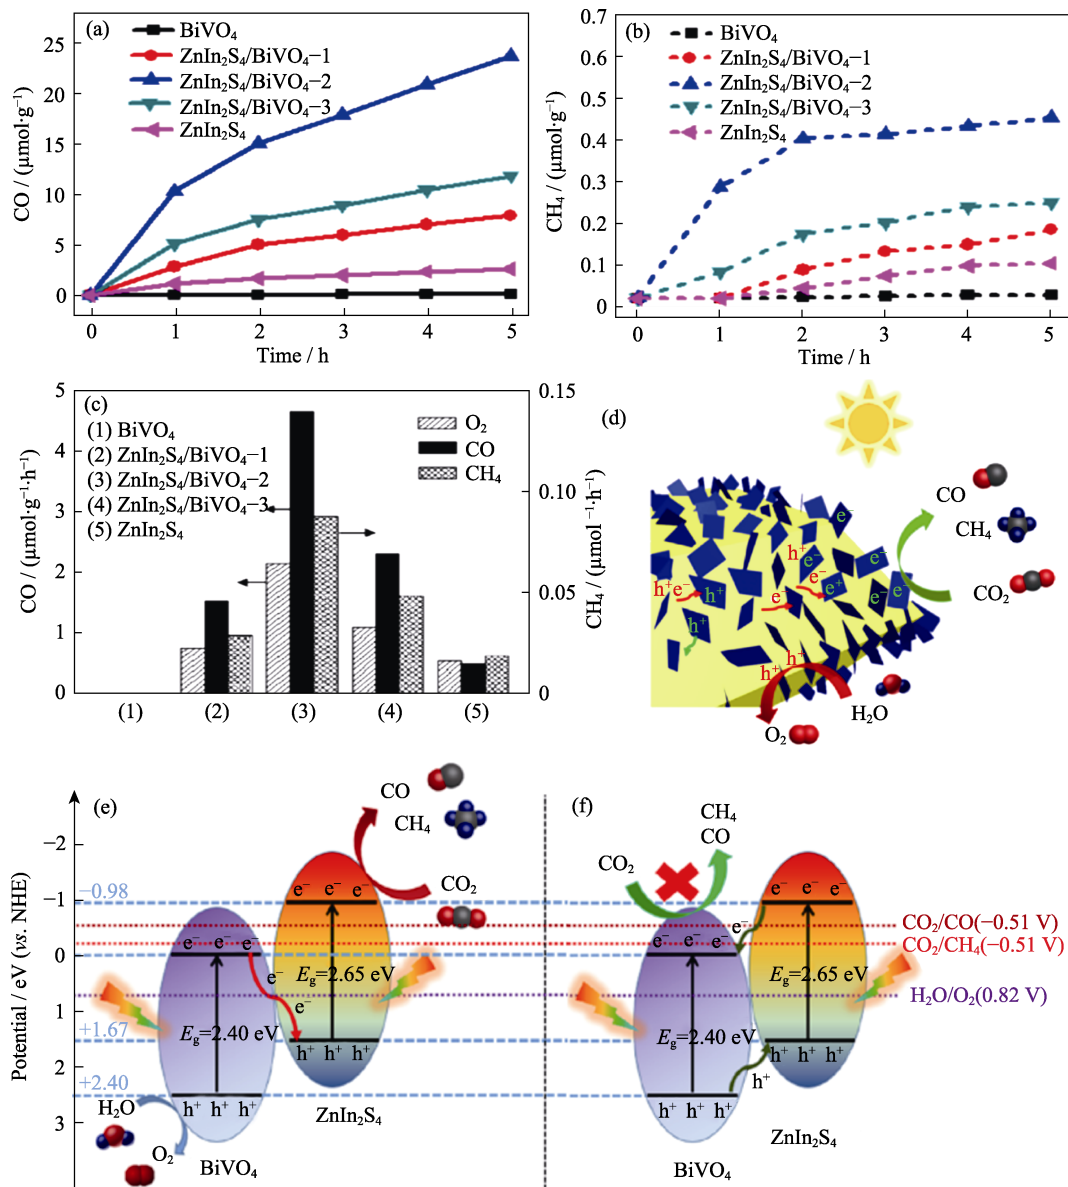 (a)
BiVO₄
ZnIn₂S₄/BiVO₄−1
ZnIn₂S₄/BiVO₄−2
ZnIn₂S₄/BiVO₄−3
ZnIn₂S₄
CO / (μmol·g⁻¹)
25
20
15
10
5
0
0 1 2 3 4 5
Time / h
(b)
BiVO₄
ZnIn₂S₄/BiVO₄−1
ZnIn₂S₄/BiVO₄−2
ZnIn₂S₄/BiVO₄−3
ZnIn₂S₄
CH₄ / (μmol·g⁻¹)
0.7
0.6
0.5
0.4
0.3
0.2
0.1
0
0 1 2 3 4 5
Time / h
(c)
(1) BiVO₄
(2) ZnIn₂S₄/BiVO₄−1
(3) ZnIn₂S₄/BiVO₄−2
(4) ZnIn₂S₄/BiVO₄−3
(5) ZnIn₂S₄
O₂
CO
CH₄
CO / (μmol·g⁻¹·h⁻¹)
5
4
3
2
1
0
CH₄ / (μmol⁻¹·h⁻¹)
0.15
0.10
0.05
0
(1) (2) (3) (4) (5)
(d)
CO
CH₄
CO₂
e⁻
h⁺ e⁻
e⁻
h⁺e⁻ h⁺
e⁻
e⁻ e⁺
e⁻ e⁻
h⁺
h⁺ h⁺
H₂O
O₂
(e)
Potential / eV (vs. NHE)
−2
−1
0
1
2
3
−0.98
+1.67
+2.40
CO
CH₄
CO₂
e⁻ e⁻ e⁻
e⁻ e⁻ e⁻
e⁻
e⁻
E_g=2.65 eV
E_g=2.40 eV
h⁺ h⁺ h⁺
h⁺ h⁺ h⁺
H₂O
O₂
ZnIn₂S₄
BiVO₄
(f)
CH₄
CO
CO₂
e⁻ e⁻ e⁻
e⁻
e⁻ e⁻ e⁻
E_g=2.65 eV
E_g=2.40 eV
h⁺ h⁺ h⁺
h⁺
h⁺ h⁺ h⁺
ZnIn₂S₄
BiVO₄
CO₂/CO(−0.51 V)
CO₂/CH₄(−0.51 V)
H₂O/O₂(0.82 V)